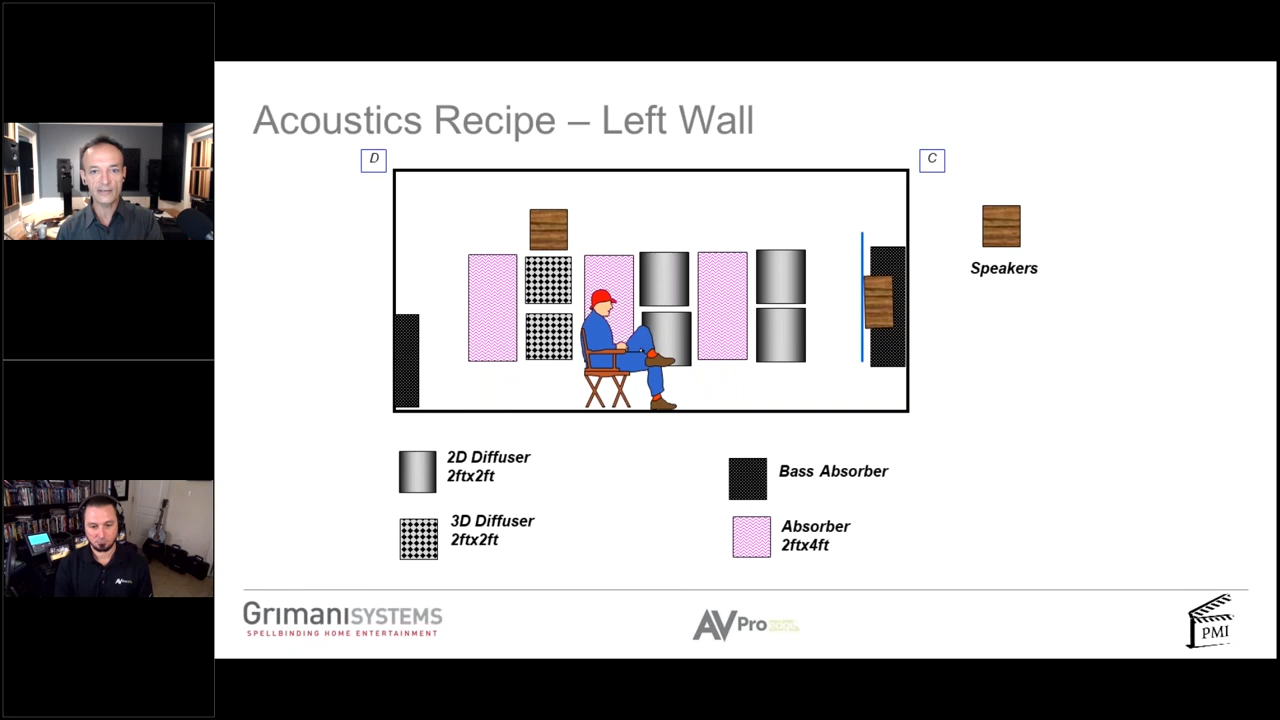 Acoustics Recipe – Left Wall
D
C
Speakers
2D Diffuser
2ftx2ft
Bass Absorber
3D Diffuser
2ftx2ft
Absorber
2ftx4ft
GrimaniSYSTEMS
SPELLBINDING HOME ENTERTAINMENT
AVPro
PMI